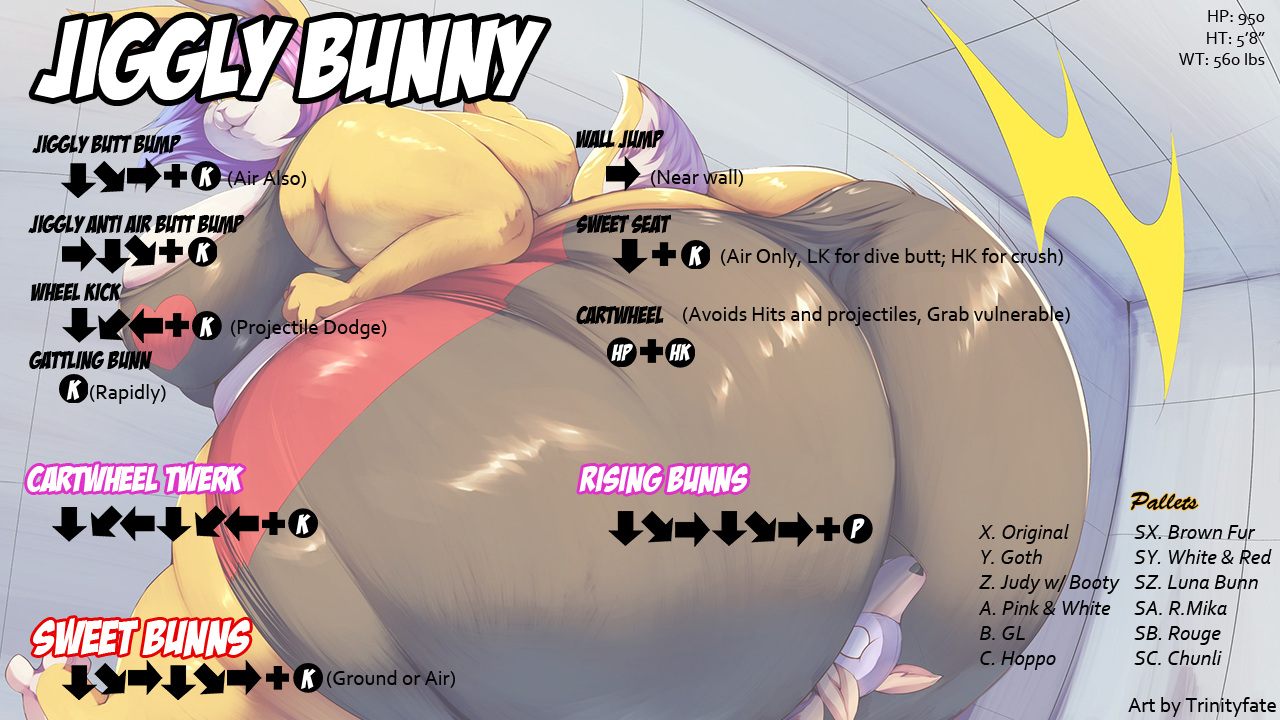 JIGGLY BUNNY
HP: 950
HT: 5'8"
WT: 560 lbs
JIGGLY BUTT BUMP
+ K (Air Also)
JIGGLY ANTI AIR BUTT BUMP
+ K
WHEEL KICK
+ K (Projectile Dodge)
GATTLING BUNN
K (Rapidly)
WALL JUMP
(Near wall)
SWEET SEAT
+ K (Air Only, LK for dive butt; HK for crush)
CARTWHEEL (Avoids Hits and projectiles, Grab vulnerable)
HP + HK
CARTWHEEL TWERK
+ K
RISING BUNNS
+ P
SWEET BUNNS
+ K (Ground or Air)
Pallets
X. Original
Y. Goth
Z. Judy w/ Booty
A. Pink & White
B. GL
C. Hoppo
SX. Brown Fur
SY. White & Red
SZ. Luna Bunn
SA. R.Mika
SB. Rouge
SC. Chunli
Art by Trinityfate